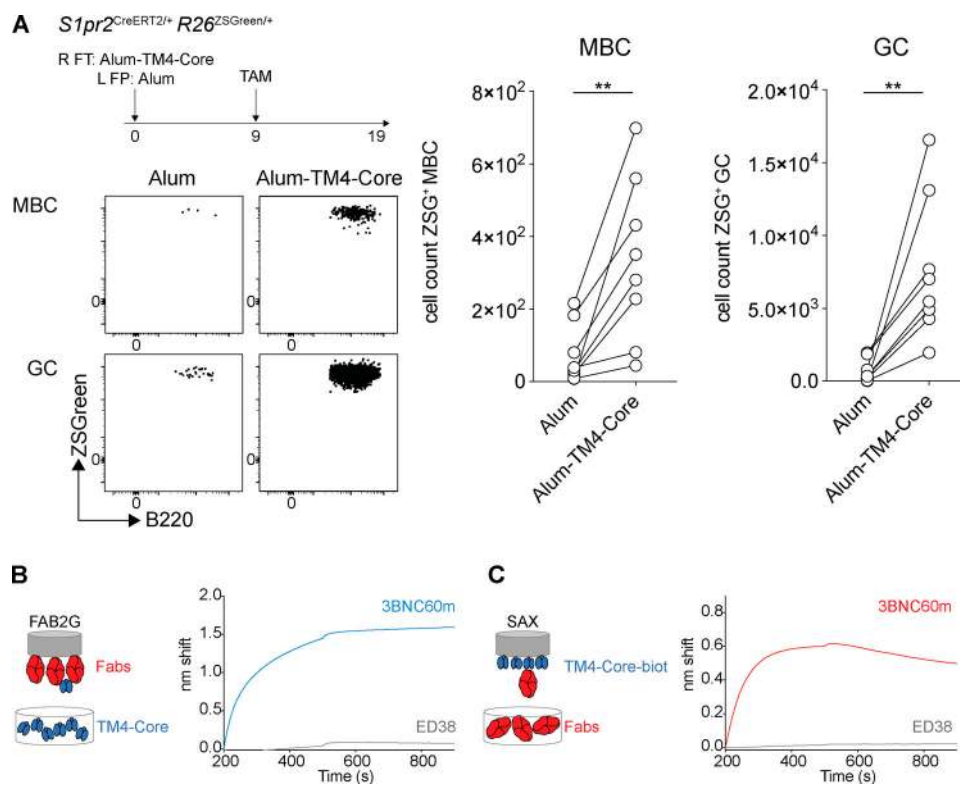 A
S1pr2CreERT2/+ R26ZSGreen/+
R FT: Alum-TM4-Core
L FP: Alum
TAM
0
9
19
Alum
Alum-TM4-Core
MBC
0
0
0
0
GC
0
0
0
0
ZSGreen
B220
MBC
**
cell count ZSG+ MBC
8×10²
6×10²
4×10²
2×10²
0
Alum
Alum-TM4-Core
GC
**
cell count ZSG+ GC
2.0×10⁴
1.5×10⁴
1.0×10⁴
5.0×10³
0.0
Alum
Alum-TM4-Core
B
FAB2G
Fabs
TM4-Core
nm shift
2.0
1.5
1.0
0.5
0.0
3BNC60m
ED38
200
400
600
800
Time (s)
C
SAX
TM4-Core-biot
Fabs
nm shift
0.8
0.6
0.4
0.2
0.0
3BNC60m
ED38
200
400
600
800
Time (s)